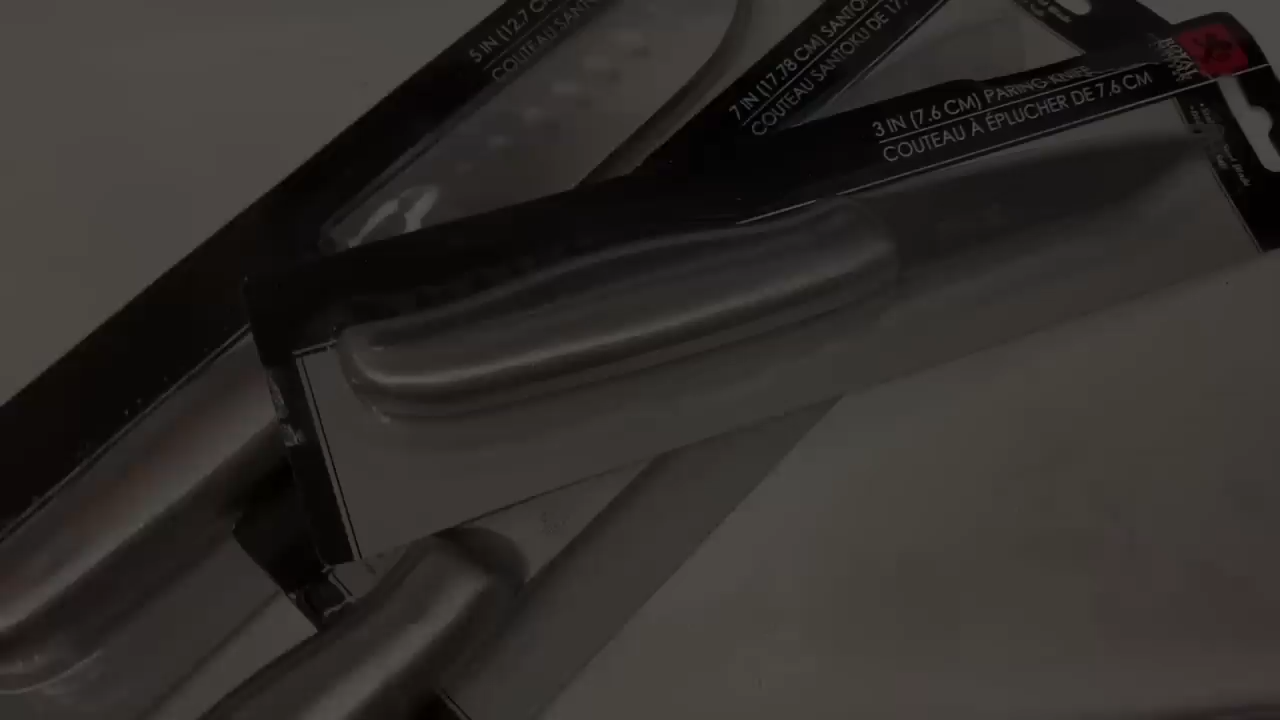 5 IN (12.7 C
COUTEAU SANTO
7 IN (17.78 CM) SANTO
COUTEAU SANTOKU DE 17.
3 IN (7.6 CM) PARING KNIFE
COUTEAU À ÉPLUCHER DE 7.6 CM